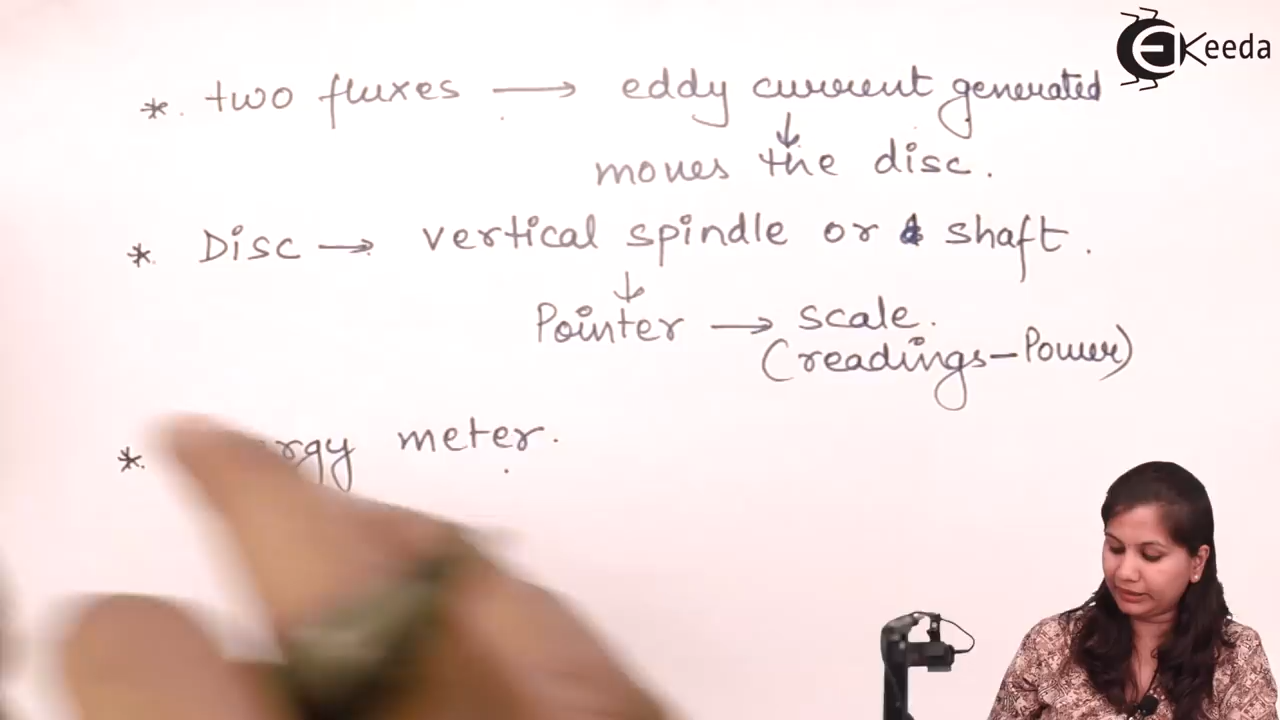 EKeeda
* two fluxes → eddy current generated
↓
moves the disc.
* Disc → vertical spindle or shaft.
↓
Pointer → scale.
(readings-Power)
* meter.